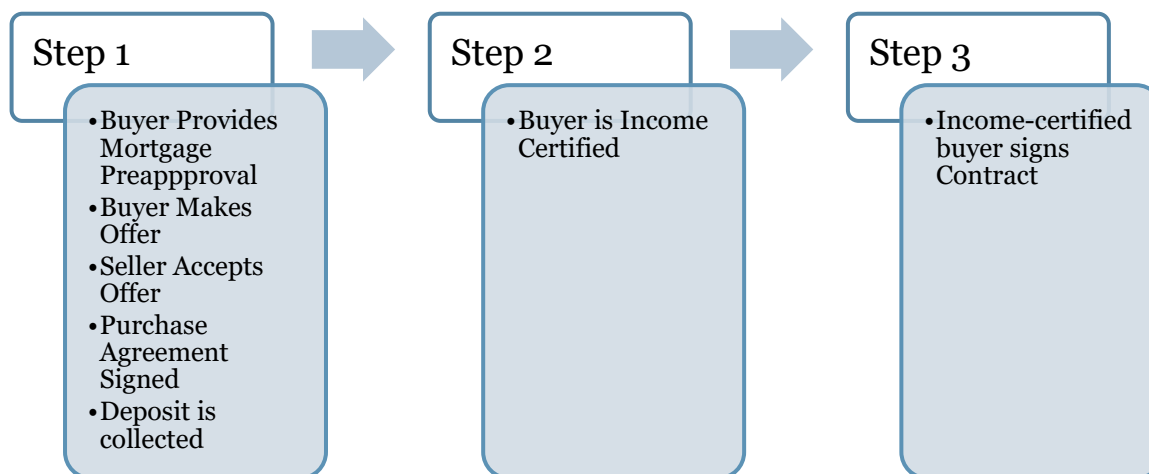 Step 1
•Buyer Provides
Mortgage
Preappproval
•Buyer Makes
Offer
•Seller Accepts
Offer
•Purchase
Agreement
Signed
•Deposit is
collected
Step 2
•Buyer is Income
Certified
Step 3
•Income-certified
buyer signs
Contract